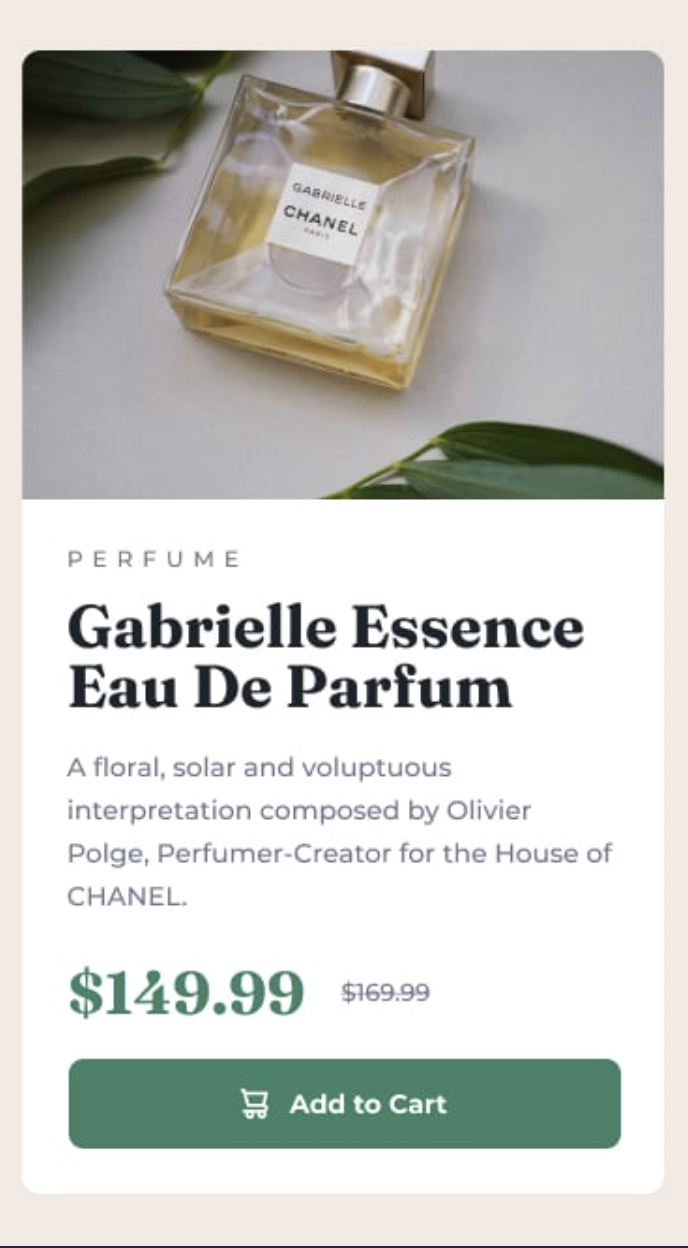 GABRIELLE
CHANEL
PARIS
PERFUME
Gabrielle Essence
Eau De Parfum
A floral, solar and voluptuous
interpretation composed by Olivier
Polge, Perfumer-Creator for the House of
CHANEL.
$149.99 $169.99
Add to Cart